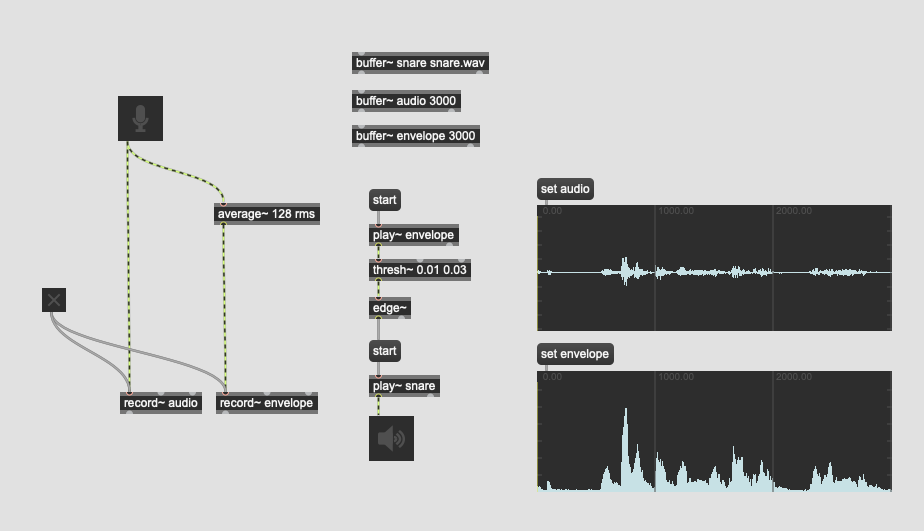 buffer~ snare snare.wav
buffer~ audio 3000
buffer~ envelope 3000
average~ 128 rms
record~ audio
record~ envelope
start
play~ envelope
thresh~ 0.01 0.03
edge~
start
play~ snare
set audio
0.00 1000.00 2000.00
set envelope
0.00 1000.00 2000.00